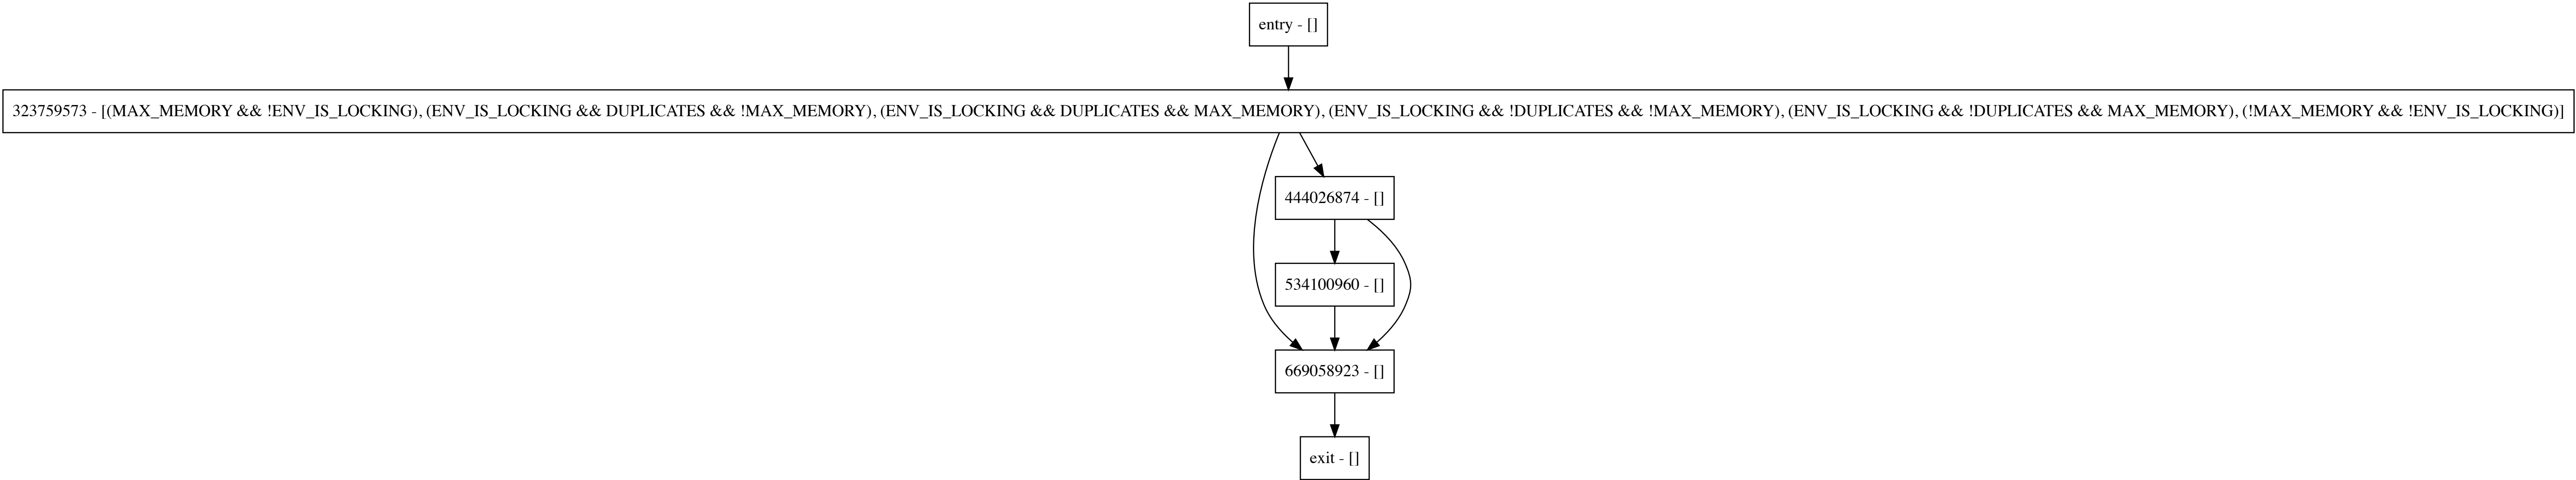 entry - []
323759573 - [(MAX_MEMORY && !ENV_IS_LOCKING), (ENV_IS_LOCKING && DUPLICATES && !MAX_MEMORY), (ENV_IS_LOCKING && DUPLICATES && MAX_MEMORY), (ENV_IS_LOCKING && !DUPLICATES && !MAX_MEMORY), (ENV_IS_LOCKING && !DUPLICATES && MAX_MEMORY), (!MAX_MEMORY && !ENV_IS_LOCKING)]
444026874 - []
534100960 - []
669058923 - []
exit - []